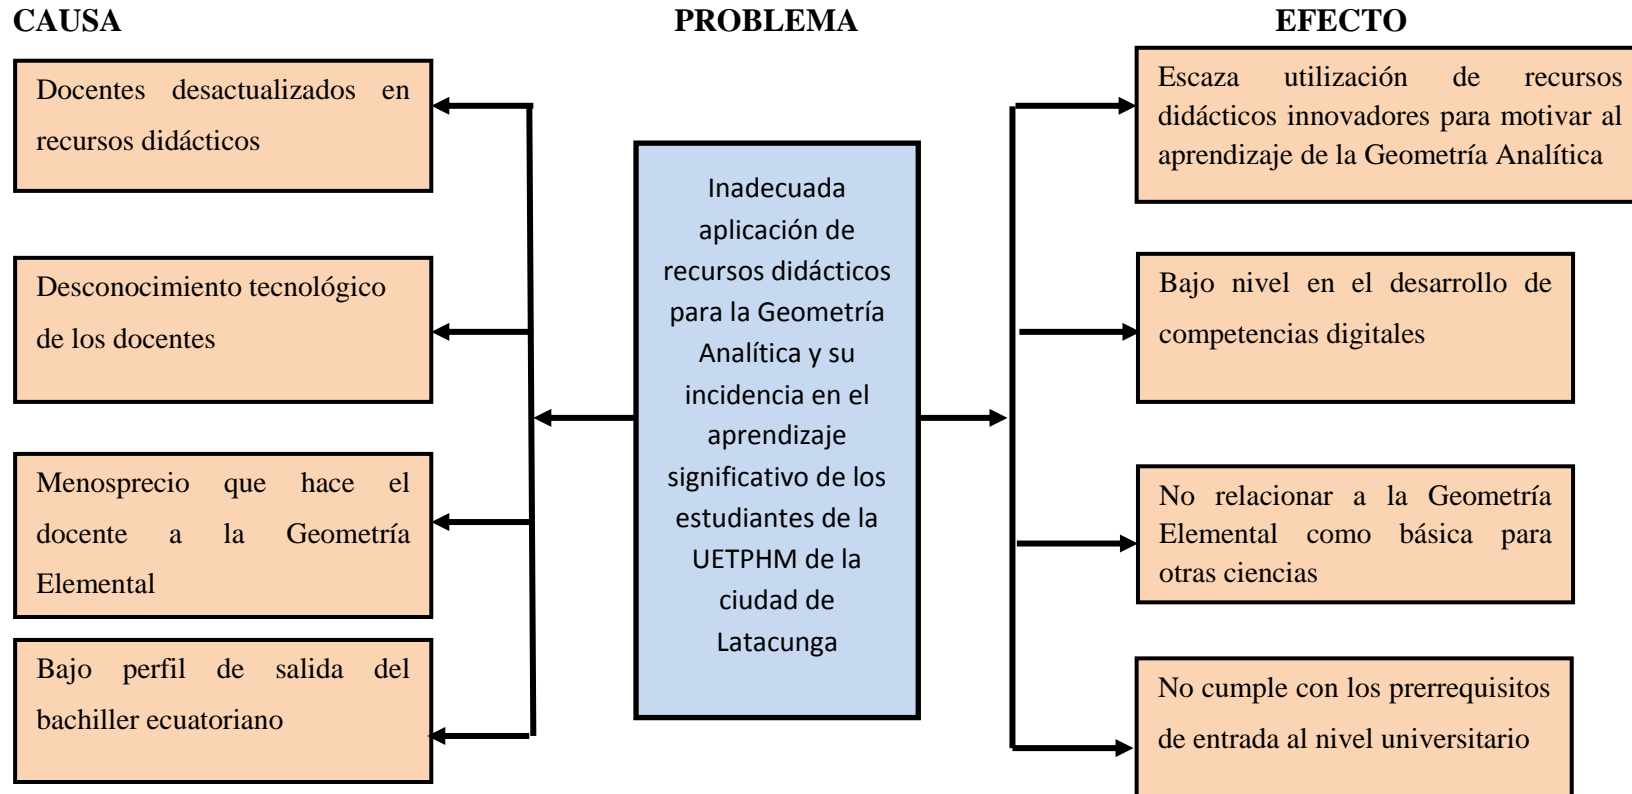 CAUSA
PROBLEMA
EFECTO
Docentes desactualizados en
recursos didácticos
Desconocimiento tecnológico
de los docentes
Menosprecio que hace el
docente a la Geometría
Elemental
Bajo perfil de salida del
bachiller ecuatoriano
Inadecuada
aplicación de
recursos didácticos
para la Geometría
Analítica y su
incidencia en el
aprendizaje
significativo de los
estudiantes de la
UETPHM de la
ciudad de
Latacunga
Escaza utilización de recursos
didácticos innovadores para motivar al
aprendizaje de la Geometría Analítica
Bajo nivel en el desarrollo de
competencias digitales
No relacionar a la Geometría
Elemental como básica para
otras ciencias
No cumple con los prerrequisitos
de entrada al nivel universitario